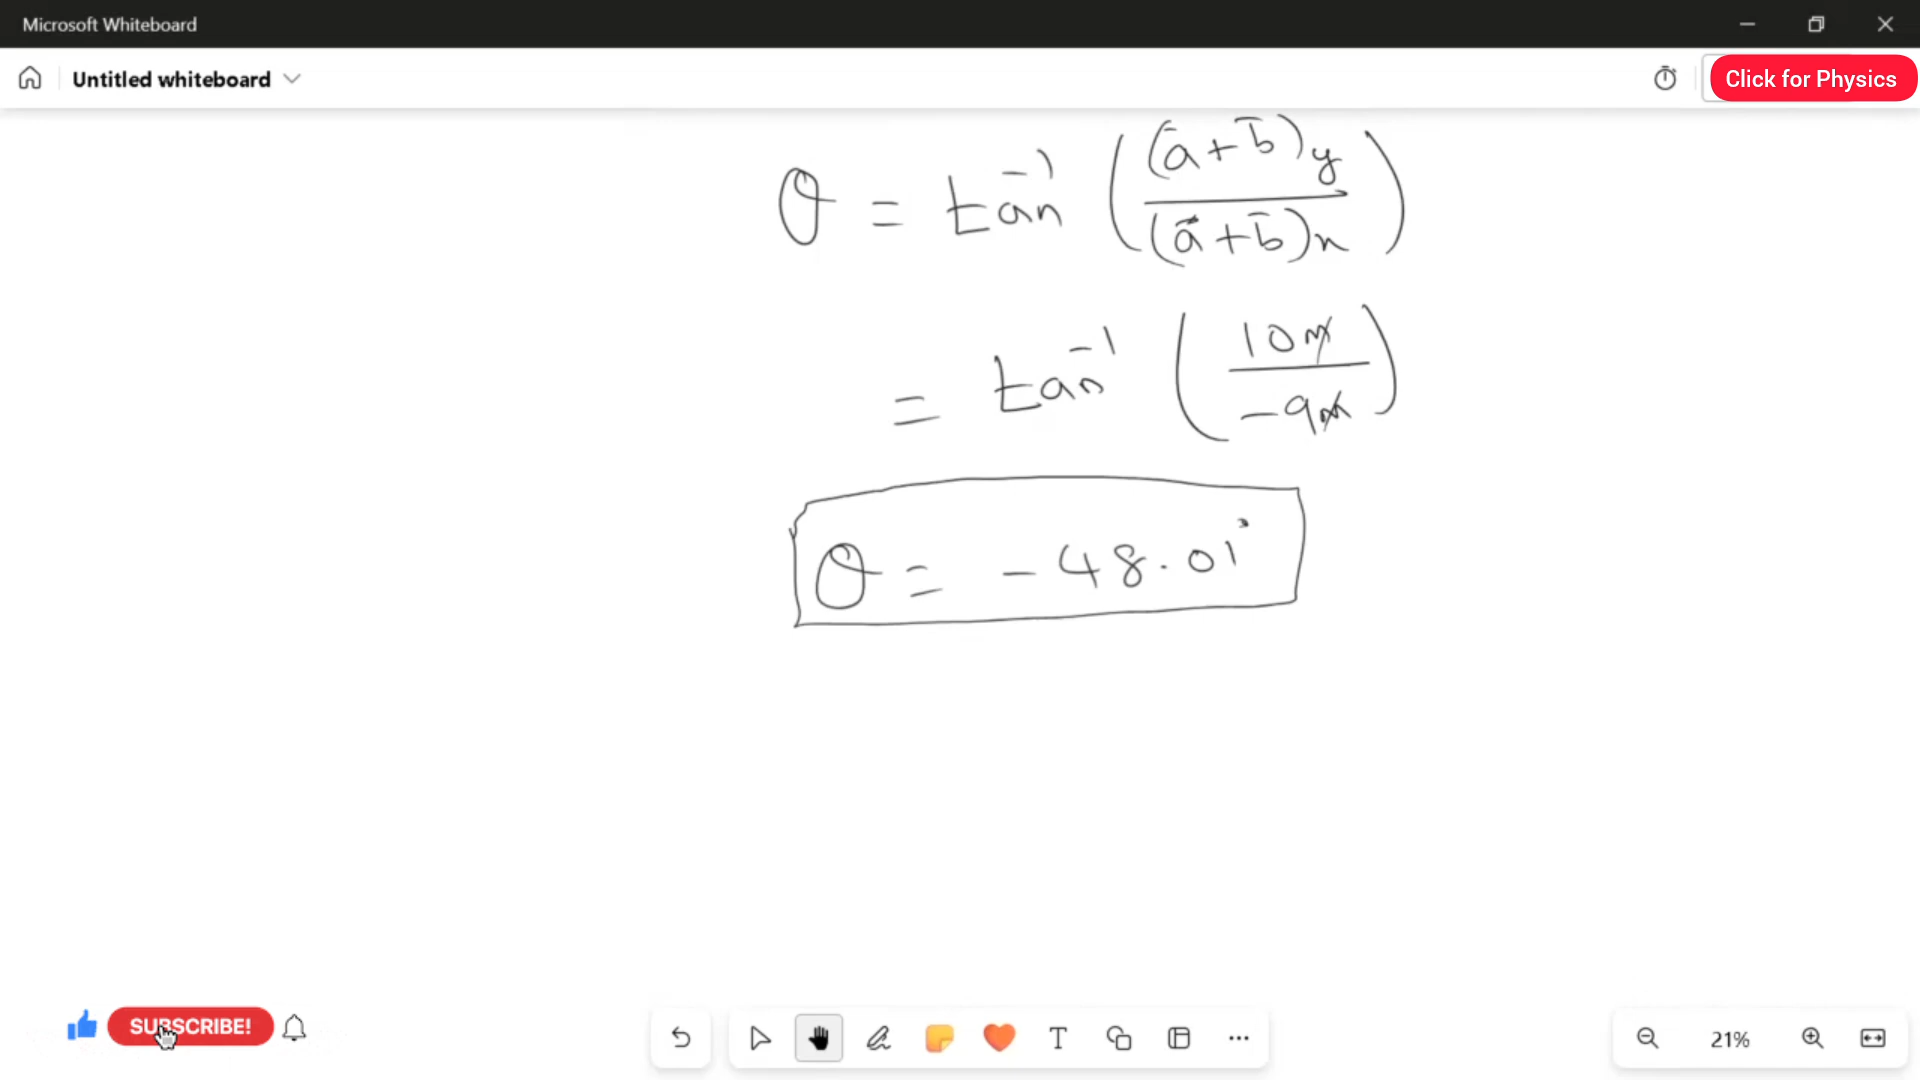 Microsoft Whiteboard
Untitled whiteboard
Click for Physics
θ = tan⁻¹ ((a̅+b̅)y / (a̅+b̅)x)
= tan⁻¹ (10m / -9m)
θ = -48.01°
SUBSCRIBE!
T
21%